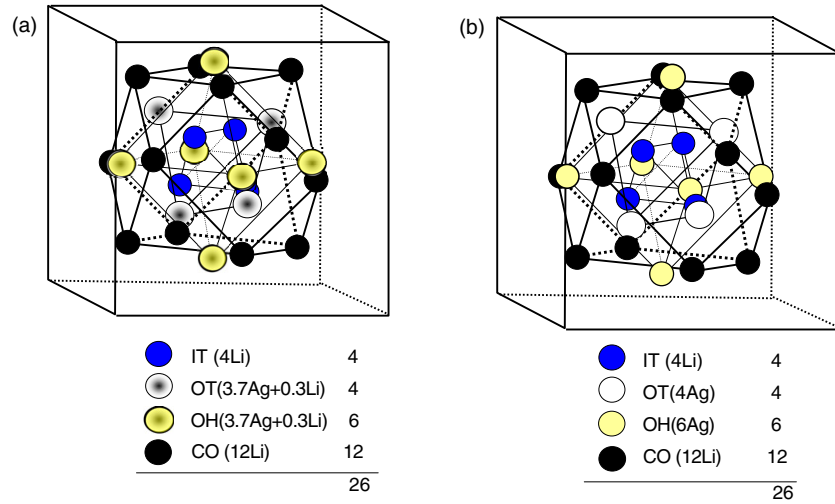 (a)
IT (4Li) 4
OT(3.7Ag+0.3Li) 4
OH(3.7Ag+0.3Li) 6
CO (12Li) 12
26
(b)
IT (4Li) 4
OT(4Ag) 4
OH(6Ag) 6
CO (12Li) 12
26